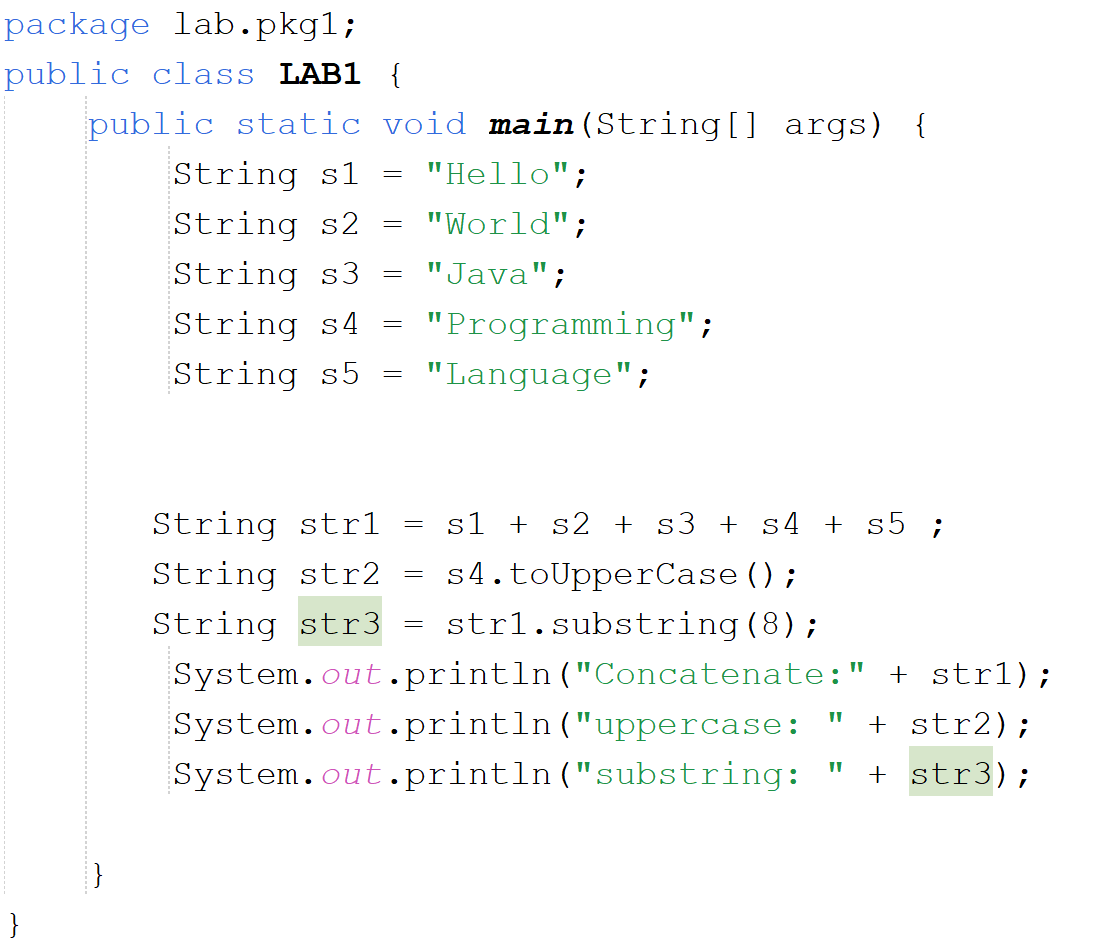 package lab.pkg1;
public class LAB1 {
public static void main(String[] args) {
String s1 = "Hello";
String s2 = "World";
String s3 = "Java";
String s4 = "Programming";
String s5 = "Language";
String str1 = s1 + s2 + s3 + s4 + s5 ;
String str2 = s4.toUpperCase();
String str3 = str1.substring(8);
System.out.println("Concatenate:" + str1);
System.out.println("uppercase: " + str2);
System.out.println("substring: " + str3);
}
}